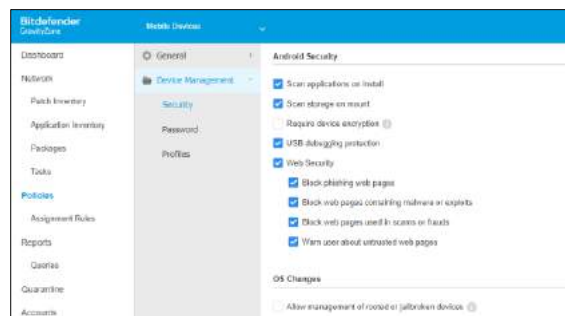 Bitdefender
GravityZone
Mobile Devices
Dashboard
Network
Patch Inventory
Application Inventory
Packages
Tasks
Policies
Assignment Rules
Reports
Queries
Quarantine
Accounts
General
Device Management
Security
Password
Profiles
Android Security
Scan applications on install
Scan storage on mount
Require device encryption
USB debugging protection
Web Security
Block phishing web pages
Block web pages containing malware or exploits
Block web pages used in scams or frauds
Warn user about untrusted web pages
OS Changes
Allow management of rooted or jailbroken devices